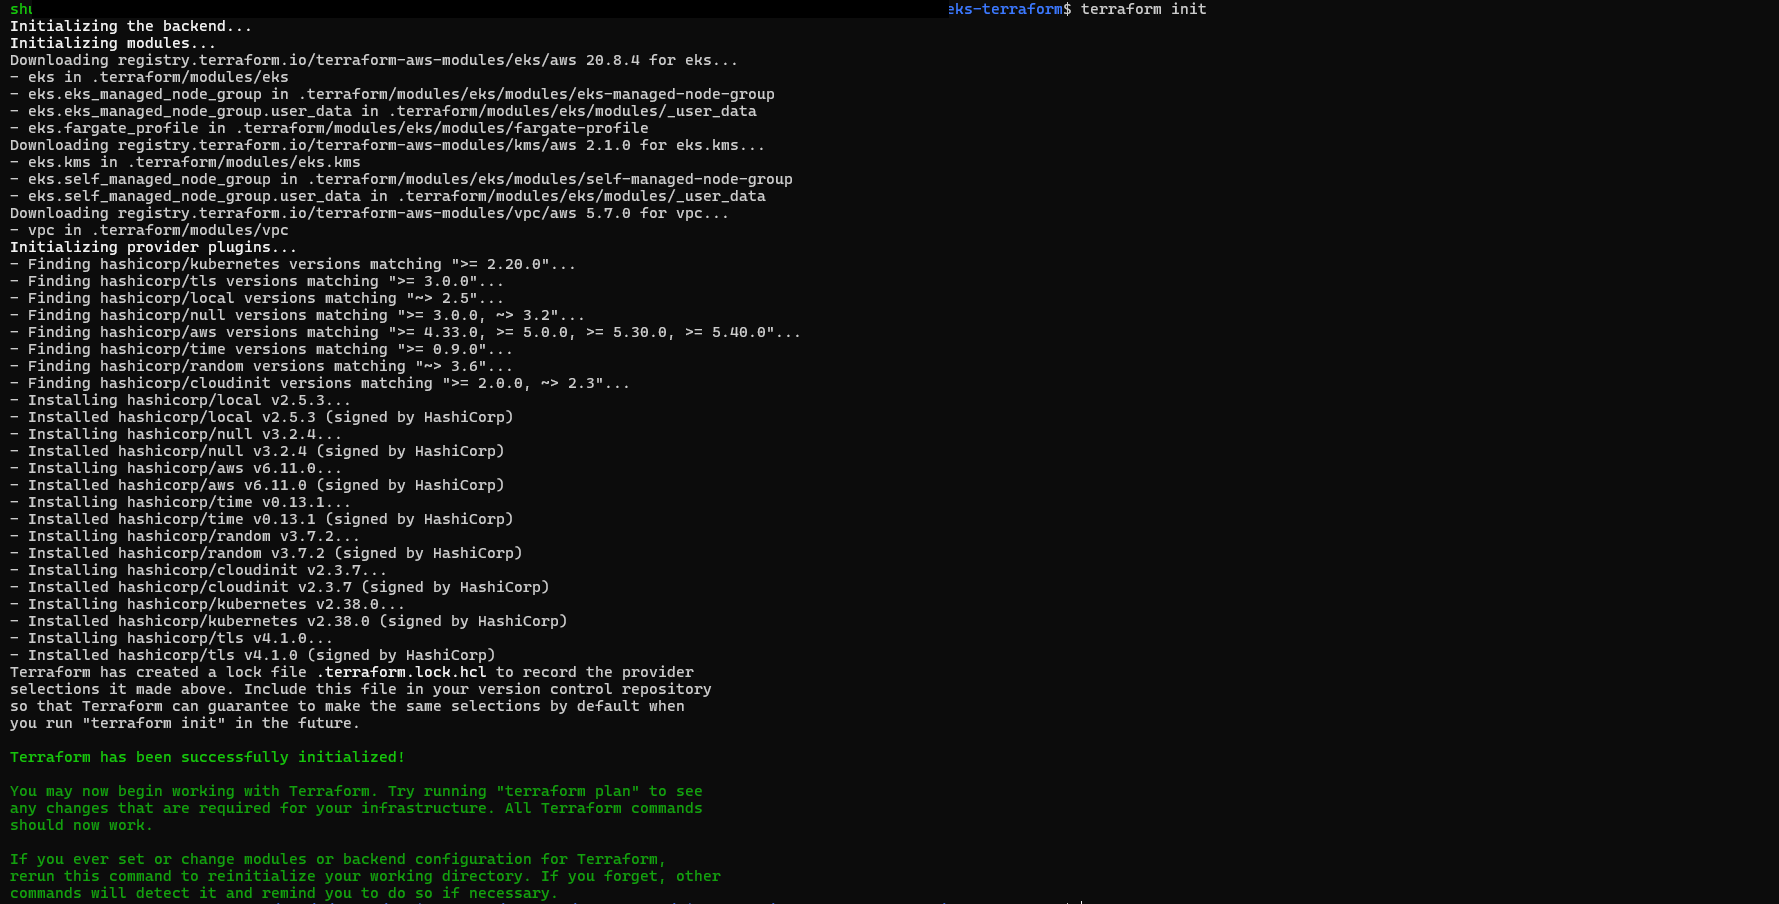 eks-terraform$ terraform init
Initializing the backend...
Initializing modules...
Downloading registry.terraform.io/terraform-aws-modules/eks/aws 20.8.4 for eks...
- eks in .terraform/modules/eks
- eks.eks_managed_node_group in .terraform/modules/eks/modules/eks-managed-node-group
- eks.eks_managed_node_group.user_data in .terraform/modules/eks/modules/_user_data
- eks.fargate_profile in .terraform/modules/eks/modules/fargate-profile
Downloading registry.terraform.io/terraform-aws-modules/kms/aws 2.1.0 for eks.kms...
- eks.kms in .terraform/modules/eks.kms
- eks.self_managed_node_group in .terraform/modules/eks/modules/self-managed-node-group
- eks.self_managed_node_group.user_data in .terraform/modules/eks/modules/_user_data
Downloading registry.terraform.io/terraform-aws-modules/vpc/aws 5.7.0 for vpc...
- vpc in .terraform/modules/vpc
Initializing provider plugins...
- Finding hashicorp/kubernetes versions matching ">= 2.20.0"...
- Finding hashicorp/tls versions matching ">= 3.0.0"...
- Finding hashicorp/local versions matching "~> 2.5"...
- Finding hashicorp/null versions matching ">= 3.0.0, ~> 3.2"...
- Finding hashicorp/aws versions matching ">= 4.33.0, >= 5.0.0, >= 5.30.0, >= 5.40.0"...
- Finding hashicorp/time versions matching ">= 0.9.0"...
- Finding hashicorp/random versions matching "~> 3.6"...
- Finding hashicorp/cloudinit versions matching ">= 2.0.0, ~> 2.3"...
- Installing hashicorp/local v2.5.3...
- Installed hashicorp/local v2.5.3 (signed by HashiCorp)
- Installing hashicorp/null v3.2.4...
- Installed hashicorp/null v3.2.4 (signed by HashiCorp)
- Installing hashicorp/aws v6.11.0...
- Installed hashicorp/aws v6.11.0 (signed by HashiCorp)
- Installing hashicorp/time v0.13.1...
- Installed hashicorp/time v0.13.1 (signed by HashiCorp)
- Installing hashicorp/random v3.7.2...
- Installed hashicorp/random v3.7.2 (signed by HashiCorp)
- Installing hashicorp/cloudinit v2.3.7...
- Installed hashicorp/cloudinit v2.3.7 (signed by HashiCorp)
- Installing hashicorp/kubernetes v2.38.0...
- Installed hashicorp/kubernetes v2.38.0 (signed by HashiCorp)
- Installing hashicorp/tls v4.1.0...
- Installed hashicorp/tls v4.1.0 (signed by HashiCorp)
Terraform has created a lock file .terraform.lock.hcl to record the provider
selections it made above. Include this file in your version control repository
so that Terraform can guarantee to make the same selections by default when
you run "terraform init" in the future.
Terraform has been successfully initialized!
You may now begin working with Terraform. Try running "terraform plan" to see
any changes that are required for your infrastructure. All Terraform commands
should now work.
If you ever set or change modules or backend configuration for Terraform,
rerun this command to reinitialize your working directory. If you forget, other
commands will detect it and remind you to do so if necessary.